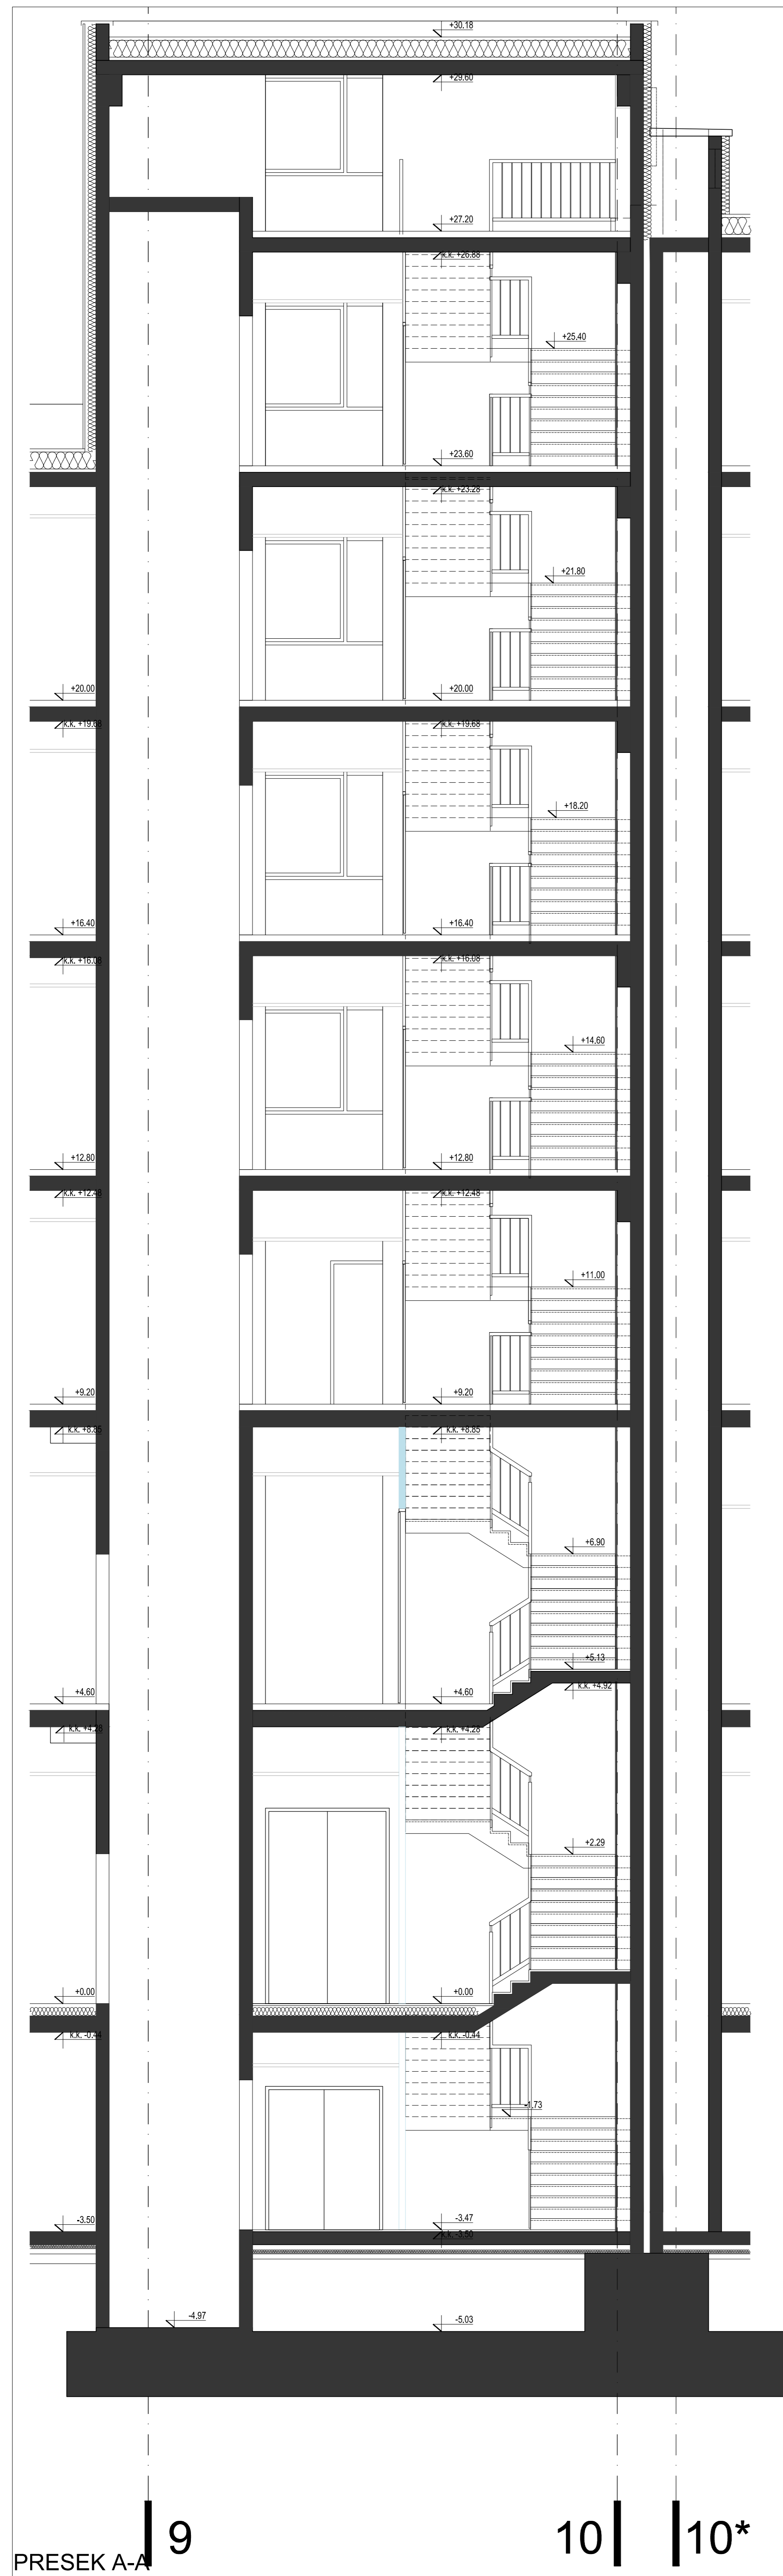 +30.18
+29.60
+27.20
k.k. +26.88
+25.40
+23.60
k.k. +23.28
+21.80
+20.00
+20.00
k.k. +19.68
k.k. +19.68
+18.20
+16.40
+16.40
k.k. +16.08
k.k. +16.08
+14.60
+12.80
+12.80
k.k. +12.48
k.k. +12.48
+11.00
+9.20
+9.20
k.k. +8.85
k.k. +8.85
+6.90
+5.13
k.k. +4.92
+4.60
+4.60
k.k. +4.28
k.k. +4.28
+2.29
+0.00
+0.00
k.k. -0.44
k.k. -0.44
-1.73
-3.50
-3.47
k.k. -3.50
-4.97
-5.03
9
10
10*
PRESEK A-A